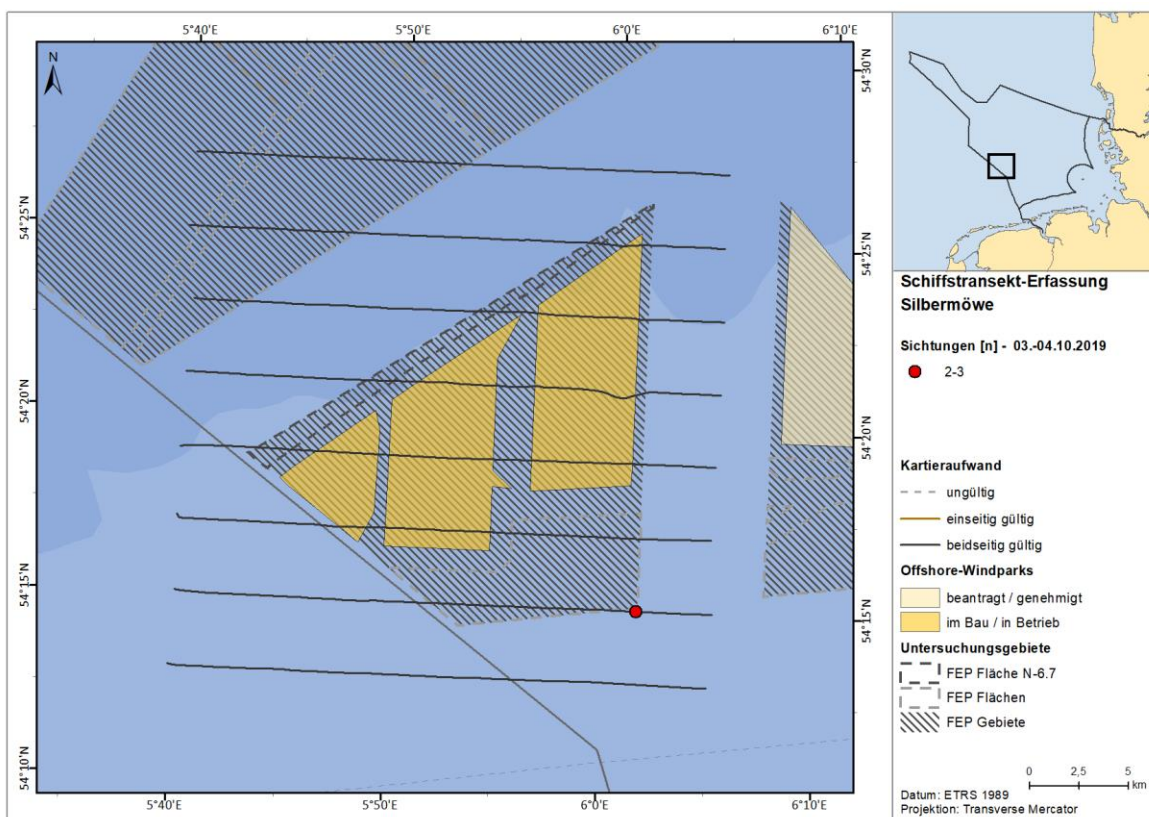 5°40'E
5°50'E
6°0'E
6°10'E
N
54°30'N
54°25'N
54°25'N
54°20'N
54°20'N
54°15'N
54°15'N
54°10'N
5°40'E
5°50'E
6°0'E
6°10'E
Schiffstransekt-Erfassung
Silbermöwe
Sichtungen [n] - 03.-04.10.2019
2-3
Kartieraufwand
ungültig
einseitig gültig
beidseitig gültig
Offshore-Windparks
beantragt / genehmigt
im Bau / in Betrieb
Untersuchungsgebiete
FEP Fläche N-6.7
FEP Flächen
FEP Gebiete
0 2,5 5
km
Datum: ETRS 1989
Projektion: Transverse Mercator